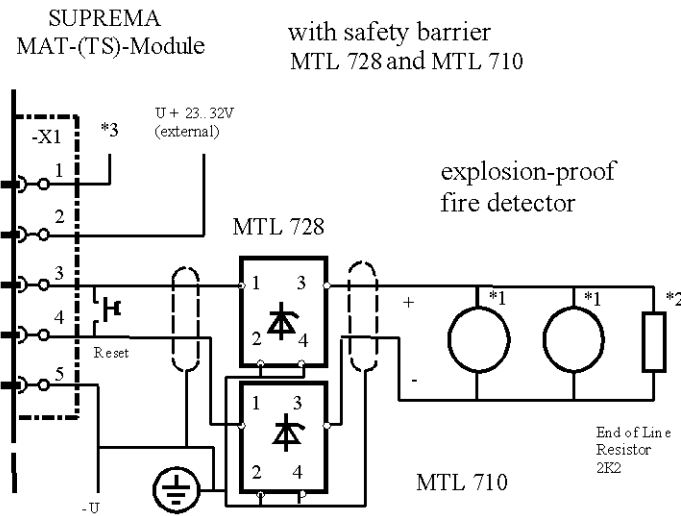 SUPREMA
MAT-(TS)-Module
with safety barrier
MTL 728 and MTL 710
-X1
*3
U + 23..32V
(external)
1
2
3
4
5
Reset
-U
MTL 728
1 3
2 4
1 3
2 4
MTL 710
explosion-proof
fire detector
+
-
*1
*1
*2
End of Line
Resistor
2K2